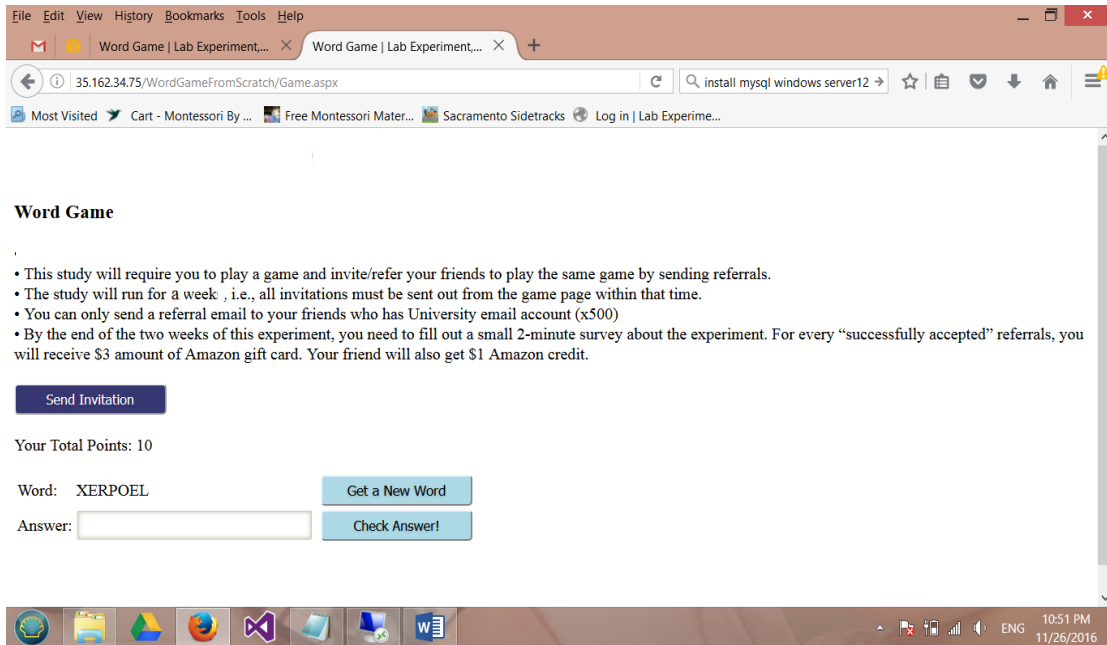 File Edit View History Bookmarks Tools Help
Word Game | Lab Experiment,... Word Game | Lab Experiment,...
35.162.34.75/WordGameFromScratch/Game.aspx install mysql windows server12
Most Visited Cart - Montessori By ... Free Montessori Mater... Sacramento Sidetracks Log in | Lab Experime...
Word Game
• This study will require you to play a game and invite/refer your friends to play the same game by sending referrals.
• The study will run for a week , i.e., all invitations must be sent out from the game page within that time.
• You can only send a referral email to your friends who has University email account (x500)
• By the end of the two weeks of this experiment, you need to fill out a small 2-minute survey about the experiment. For every “successfully accepted” referrals, you
will receive $3 amount of Amazon gift card. Your friend will also get $1 Amazon credit.
Send Invitation
Your Total Points: 10
Word: XERPOEL Get a New Word
Answer: Check Answer!
ENG 10:51 PM
11/26/2016